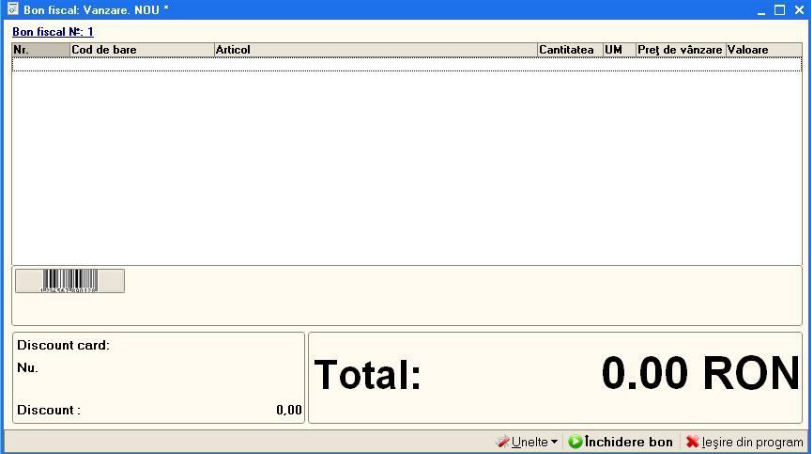 Bon fiscal: Vanzare. NOU *
Bon fiscal №: 1
Nr. Cod de bare Articol Cantitatea UM Preţ de vânzare Valoare
Discount card:
Nu.
Discount : 0,00
Total: 0.00 RON
Unelte Închidere bon Ieşire din program